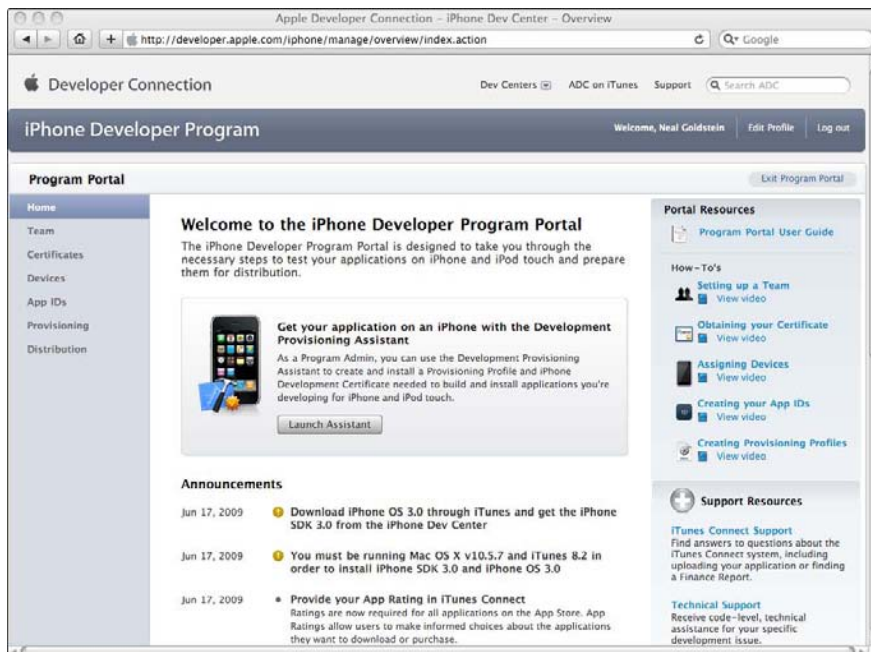 Apple Developer Connection – iPhone Dev Center – Overview
http://developer.apple.com/iphone/manage/overview/index.action
Google
Developer Connection
Dev Centers
ADC on iTunes
Support
Search ADC
iPhone Developer Program
Welcome, Neal Goldstein
Edit Profile
Log out
Program Portal
Exit Program Portal
Home
Team
Certificates
Devices
App IDs
Provisioning
Distribution
Welcome to the iPhone Developer Program Portal
The iPhone Developer Program Portal is designed to take you through the
necessary steps to test your applications on iPhone and iPod touch and prepare
them for distribution.
Get your application on an iPhone with the Development
Provisioning Assistant
As a Program Admin, you can use the Development Provisioning
Assistant to create and install a Provisioning Profile and iPhone
Development Certificate needed to build and install applications you're
developing for iPhone and iPod touch.
Launch Assistant
Announcements
Jun 17, 2009
Download iPhone OS 3.0 through iTunes and get the iPhone
SDK 3.0 from the iPhone Dev Center
Jun 17, 2009
You must be running Mac OS X v10.5.7 and iTunes 8.2 in
order to install iPhone SDK 3.0 and iPhone OS 3.0
Jun 17, 2009
Provide your App Rating in iTunes Connect
Ratings are now required for all applications on the App Store. App
Ratings allow users to make informed choices about the applications
they want to download or purchase.
Portal Resources
Program Portal User Guide
How-To's
Setting up a Team
View video
Obtaining your Certificate
View video
Assigning Devices
View video
Creating your App IDs
View video
Creating Provisioning Profiles
View video
Support Resources
iTunes Connect Support
Find answers to questions about the
iTunes Connect system, including
uploading your application or finding
a Finance Report.
Technical Support
Receive code-level, technical
assistance for your specific
development issue.